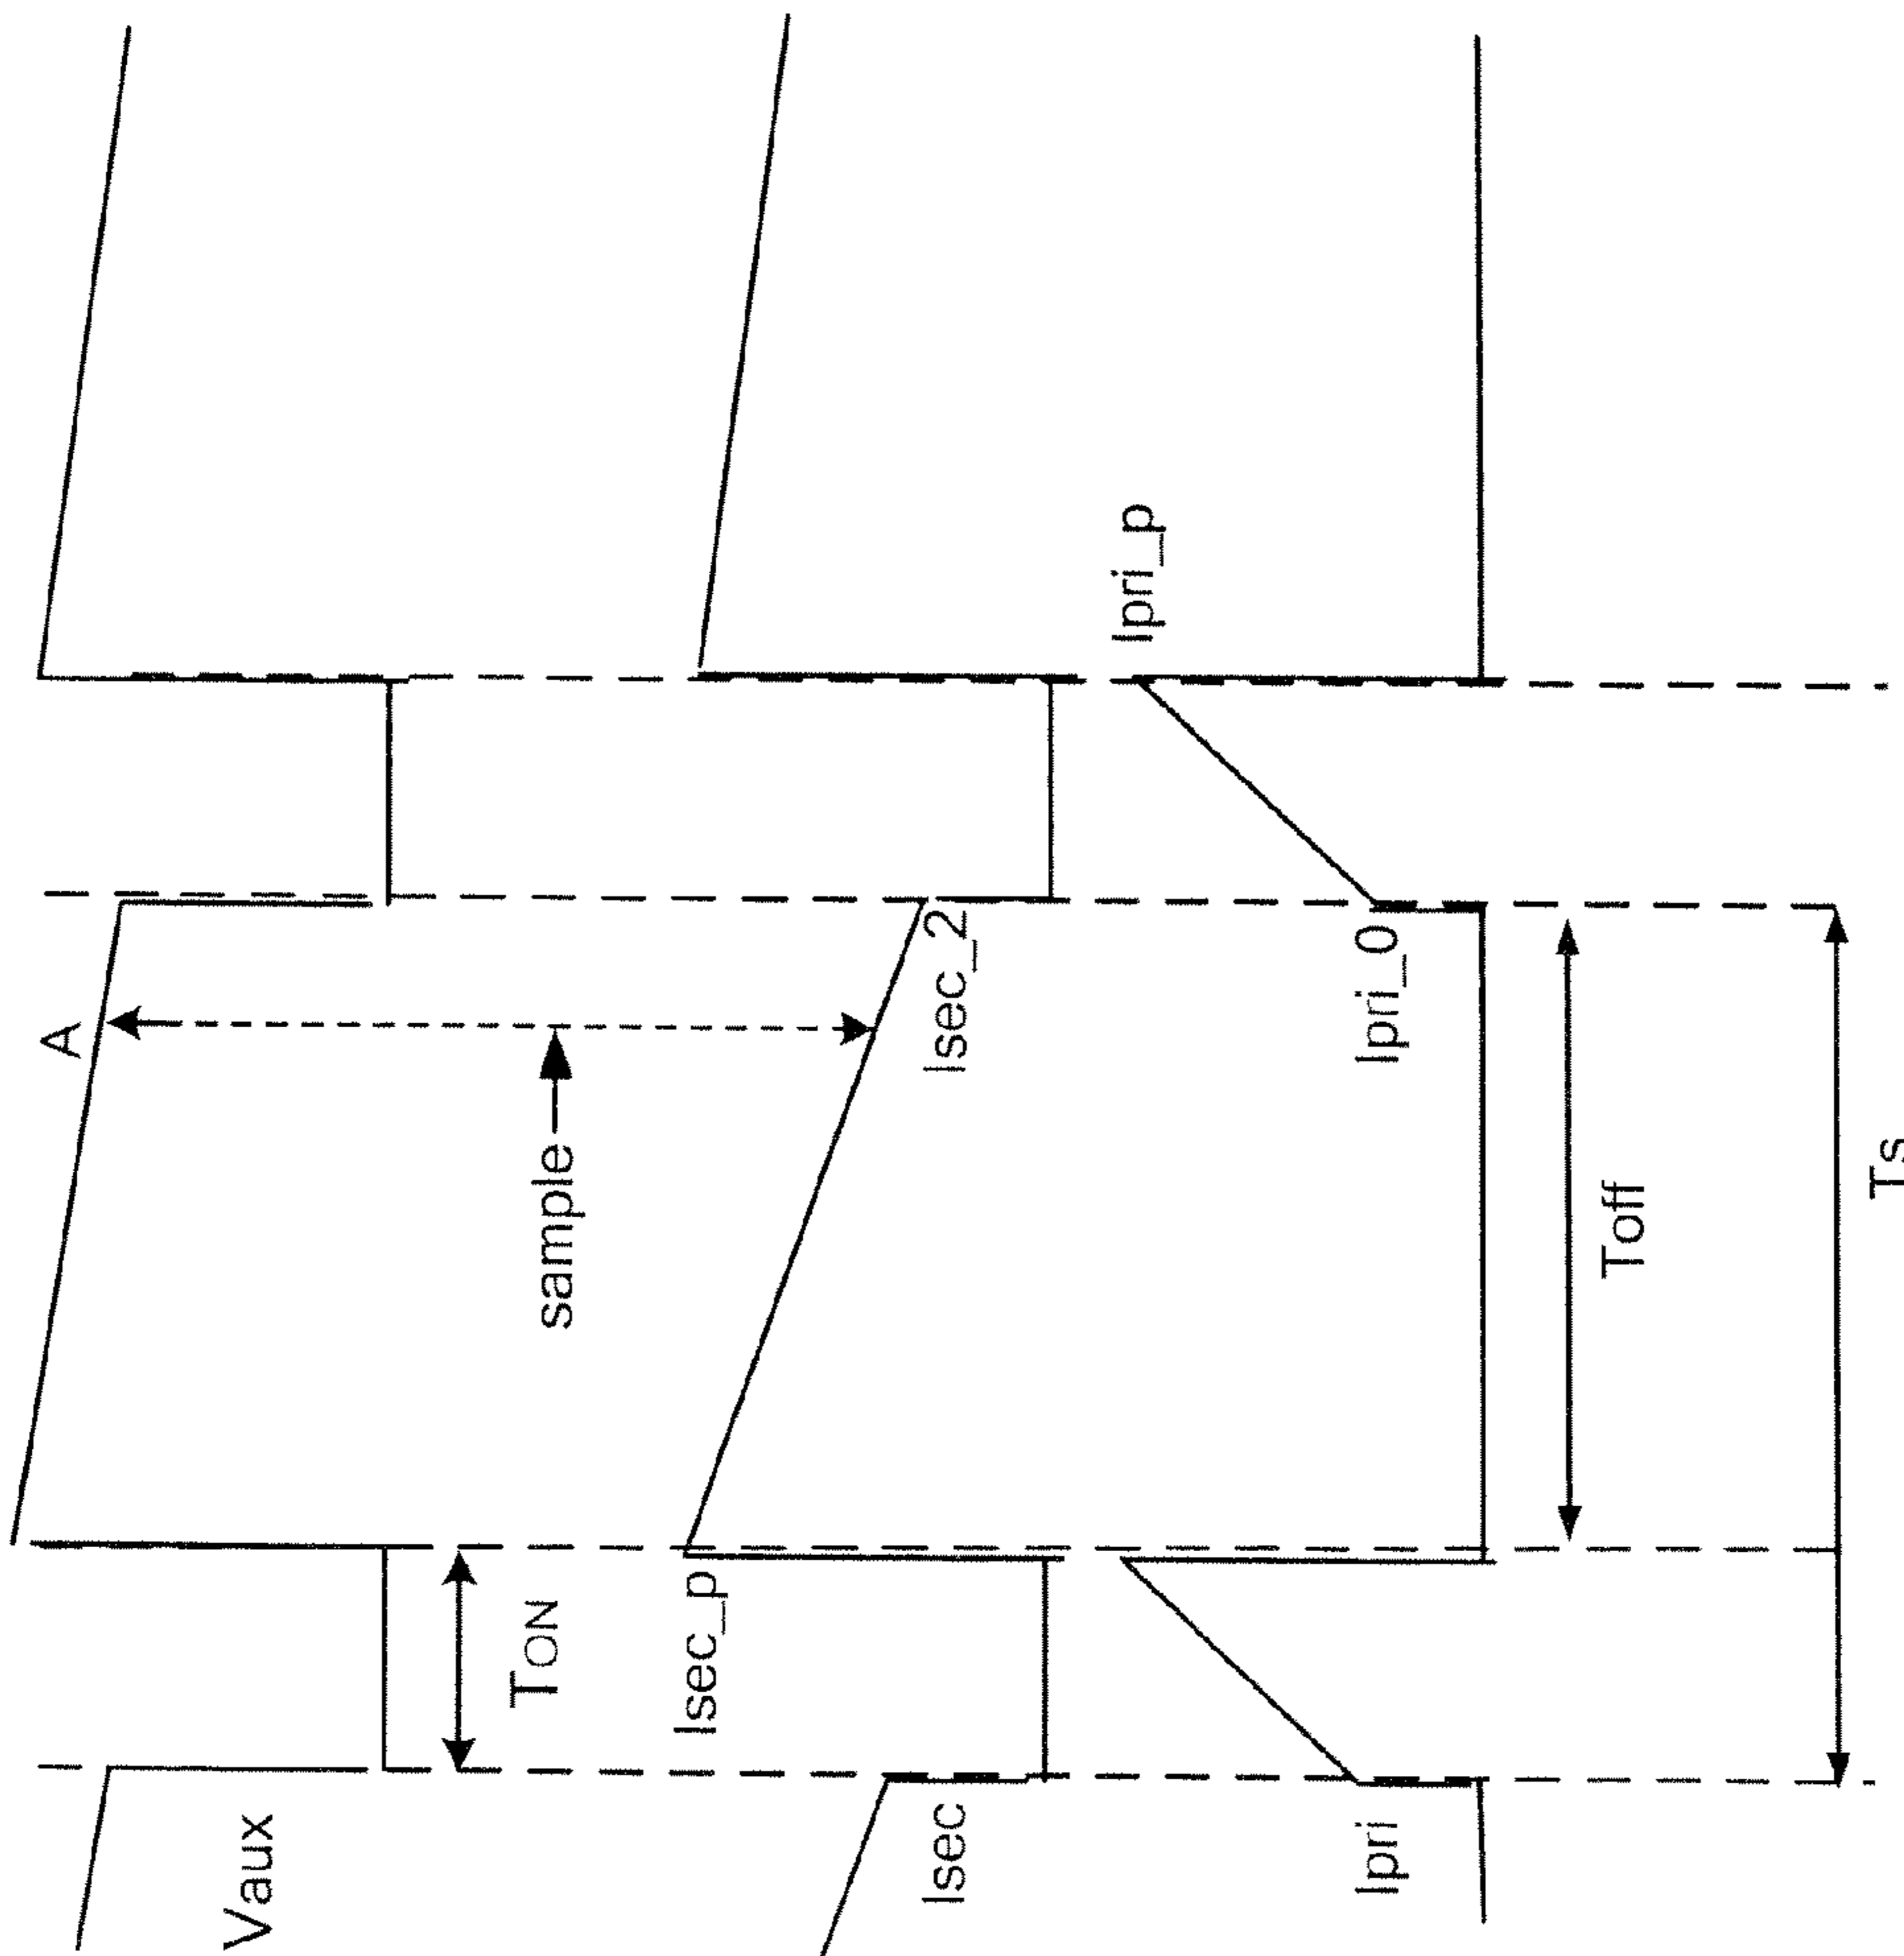 Vaux
TON
A
sample
Isec
Isec_p
Isec_2
Ipri
Ipri_0
Ipri_p
Toff
Ts